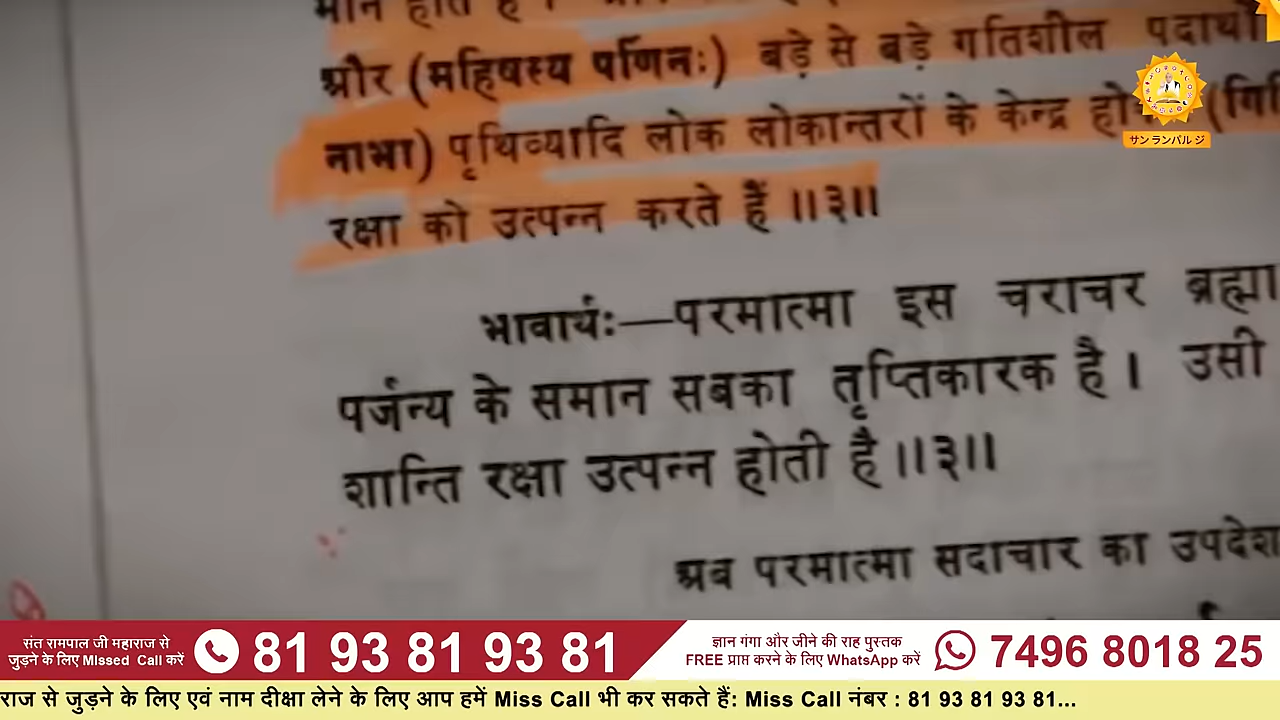 मान होते हैं ।
और (महिषस्य पर्णिनः) बड़े से बड़े गतिशील पदार्थों
नाभा) पृथिव्यादि लोक लोकान्तरों के केन्द्र
रक्षा को उत्पन्न करते हैं ॥३॥
भावार्थः—परमात्मा इस चराचर
पर्जन्य के समान सबका तृप्तिकारक है । उसी
शान्ति रक्षा उत्पन्न होती है ॥३॥
अब परमात्मा सदाचार का उपदेश
サン ランパル ジ
संत रामपाल जी महाराज से
जुड़ने के लिए Missed Call करें
81 93 81 93 81
ज्ञान गंगा और जीने की राह पुस्तक
FREE प्राप्त करने के लिए WhatsApp करें
7496 8018 25
राज से जुड़ने के लिए एवं नाम दीक्षा लेने के लिए आप हमें Miss Call भी कर सकते हैं: Miss Call नंबर : 81 93 81 93 81...